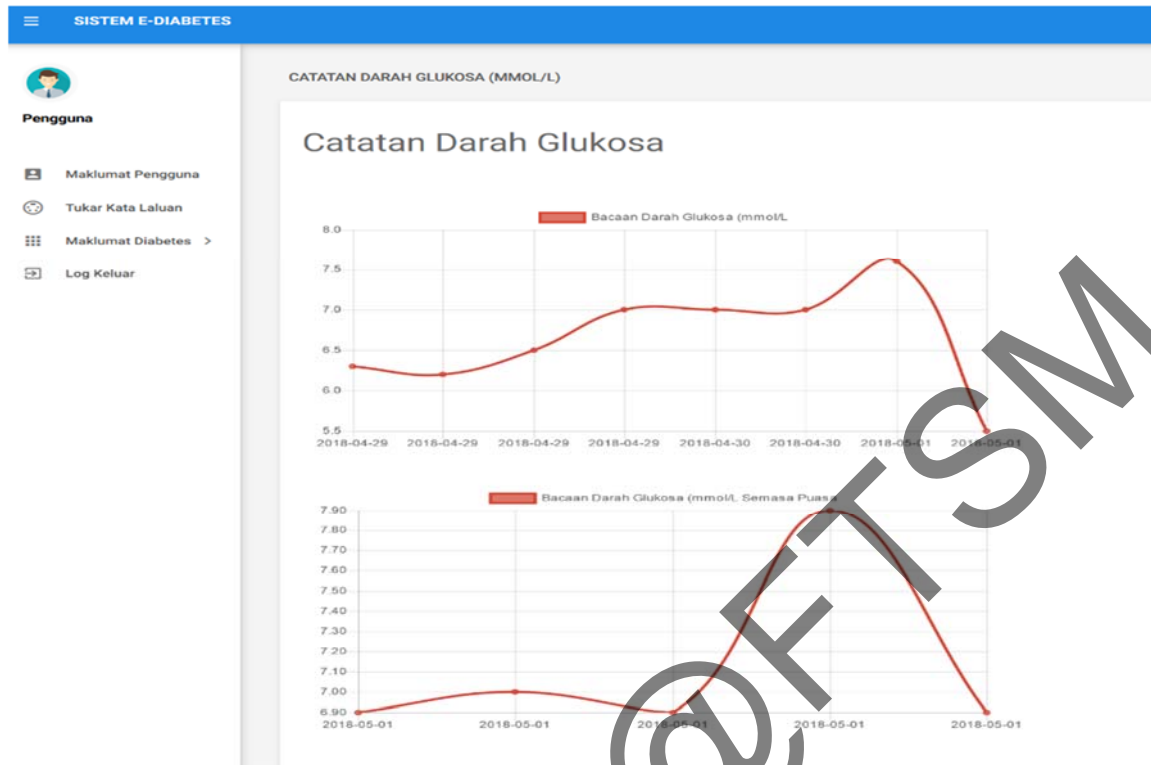 SISTEM E-DIABETES
Pengguna
Maklumat Pengguna
Tukar Kata Laluan
Maklumat Diabetes >
Log Keluar
CATATAN DARAH GLUKOSA (MMOL/L)
Catatan Darah Glukosa
Bacaan Darah Glukosa (mmol/L
8.0
7.5
7.0
6.5
6.0
5.5
2018-04-29 2018-04-29 2018-04-29 2018-04-29 2018-04-30 2018-04-30 2018-05-01 2018-05-01
Bacaan Darah Glukosa (mmol/L Semasa Puasa
7.90
7.80
7.70
7.60
7.50
7.40
7.30
7.20
7.10
7.00
6.90
2018-05-01 2018-05-01 2018-05-01 2018-05-01 2018-05-01
@FTSM